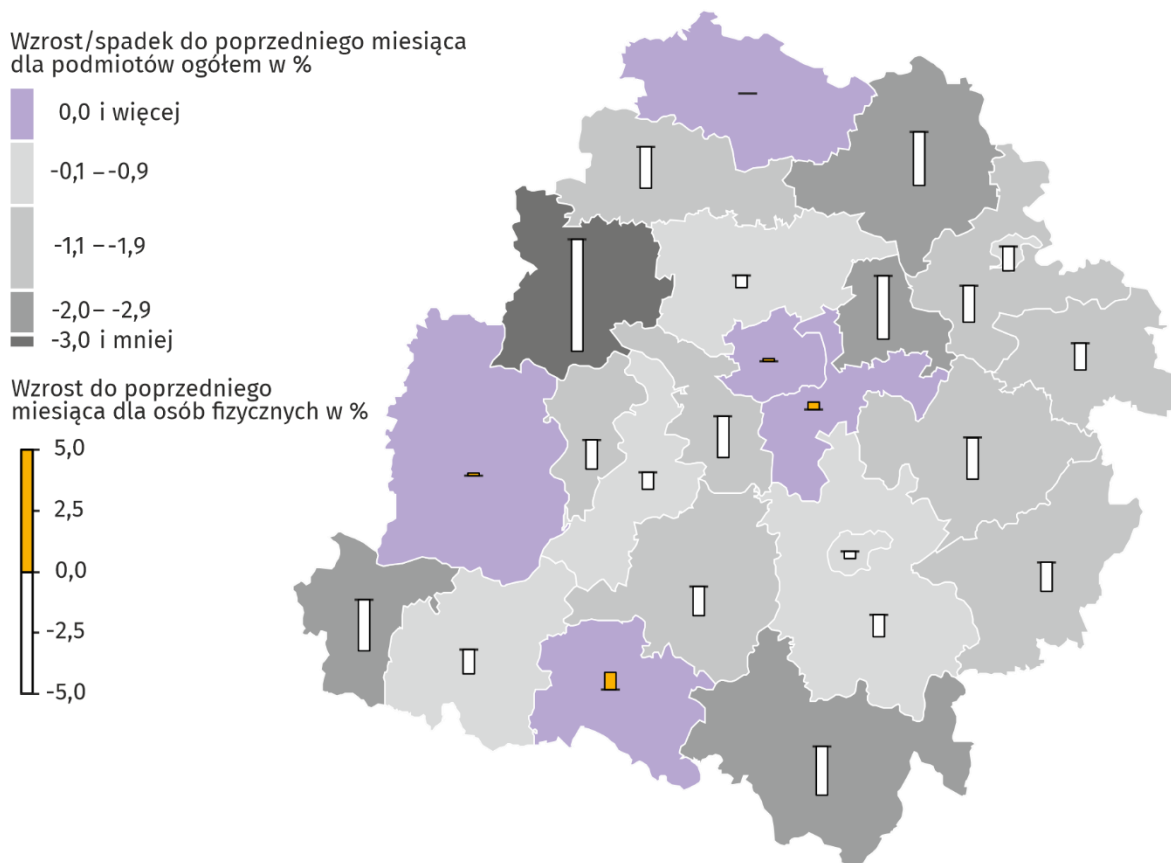 Wzrost/spadek do poprzedniego miesiąca
dla podmiotów ogółem w %
0,0 i więcej
-0,1 – -0,9
-1,1 – -1,9
-2,0 – -2,9
-3,0 i mniej
Wzrost do poprzedniego
miesiąca dla osób fizycznych w %
5,0
2,5
0,0
-2,5
-5,0